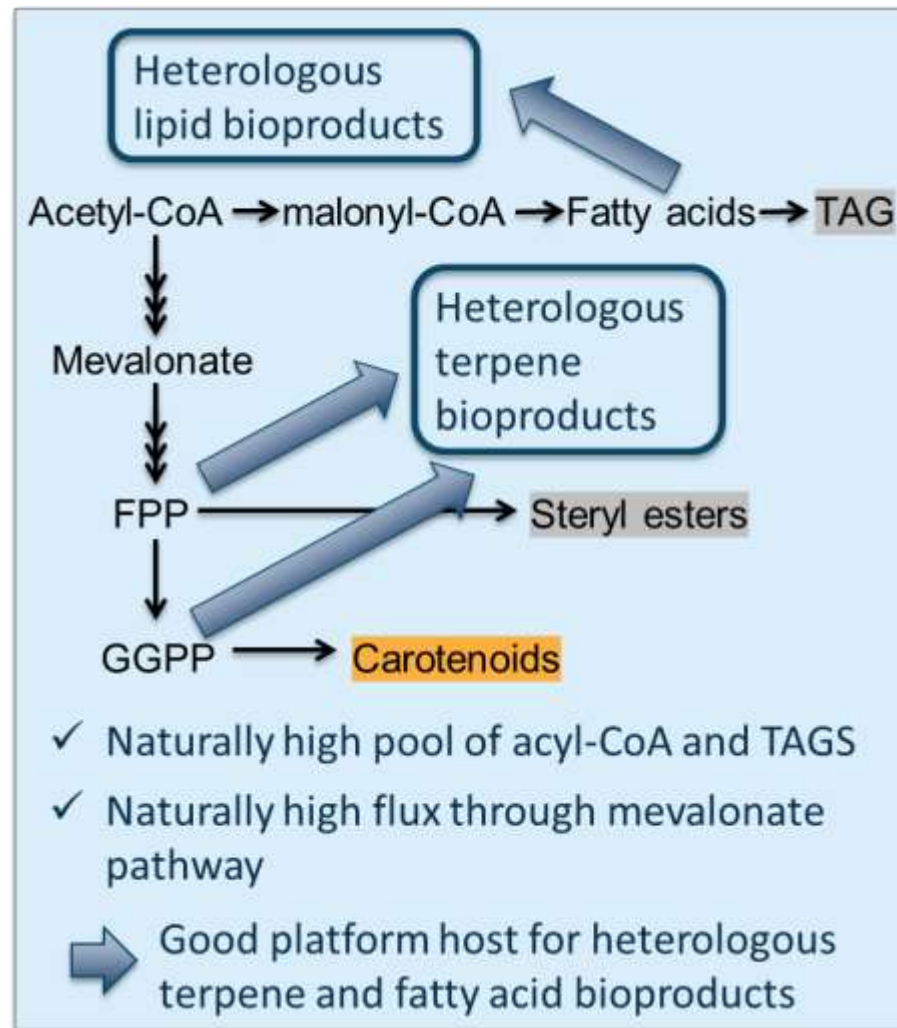 Heterologous
lipid bioproducts
Acetyl-CoA malonyl-CoA Fatty acids TAG
Heterologous
terpene
bioproducts
Mevalonate
FPP Steryl esters
GGPP Carotenoids
✓ Naturally high pool of acyl-CoA and TAGS
✓ Naturally high flux through mevalonate
pathway
Good platform host for heterologous
terpene and fatty acid bioproducts